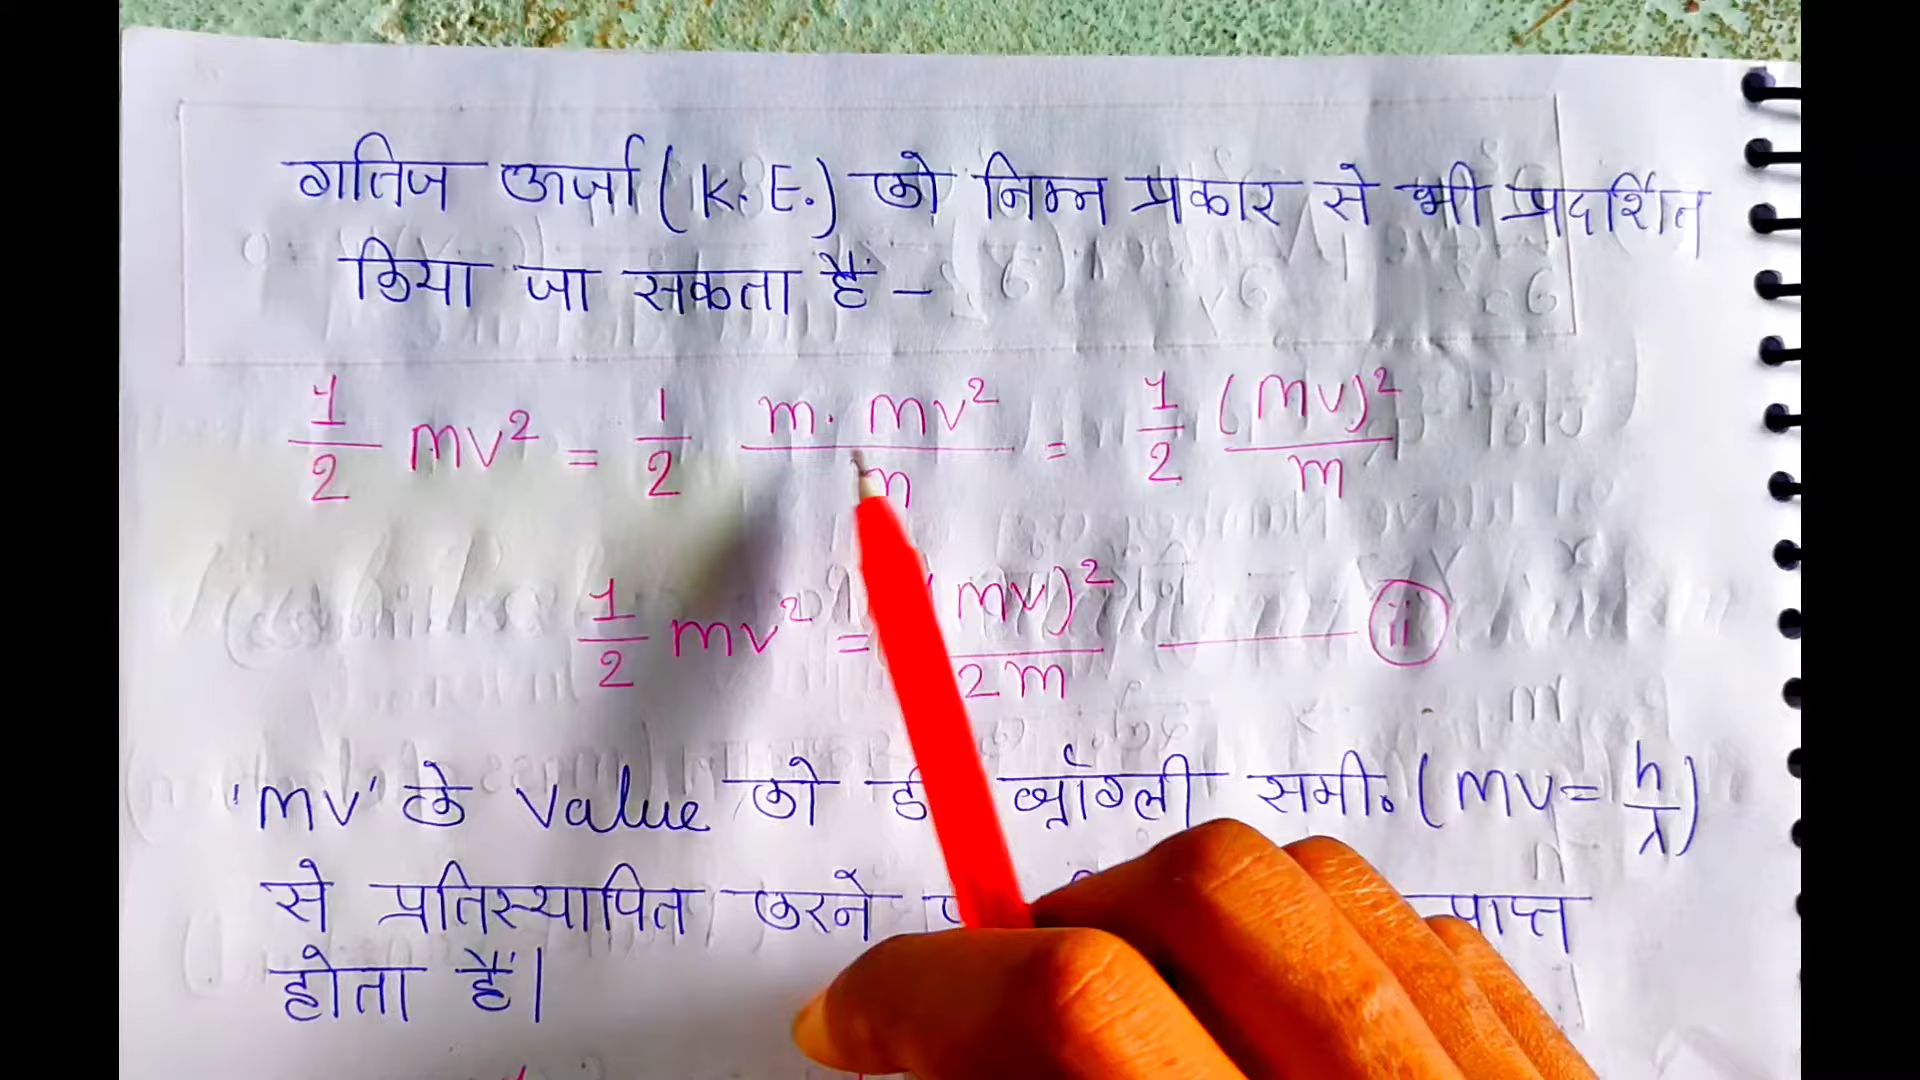 गतिज ऊर्जा (K.E.) को निम्न प्रकार से भी प्रदर्शित
किया जा सकता हैं -
1/2 mv² = 1/2 m. mv²/m = 1/2 (mv)²/m
1/2 mv² = (mv)²/2m ——— (ii)
'mv' के value को डी ब्रॉग्ली समी. (mv = h/λ)
से प्रतिस्थापित करने प्राप्त
होता हैं।